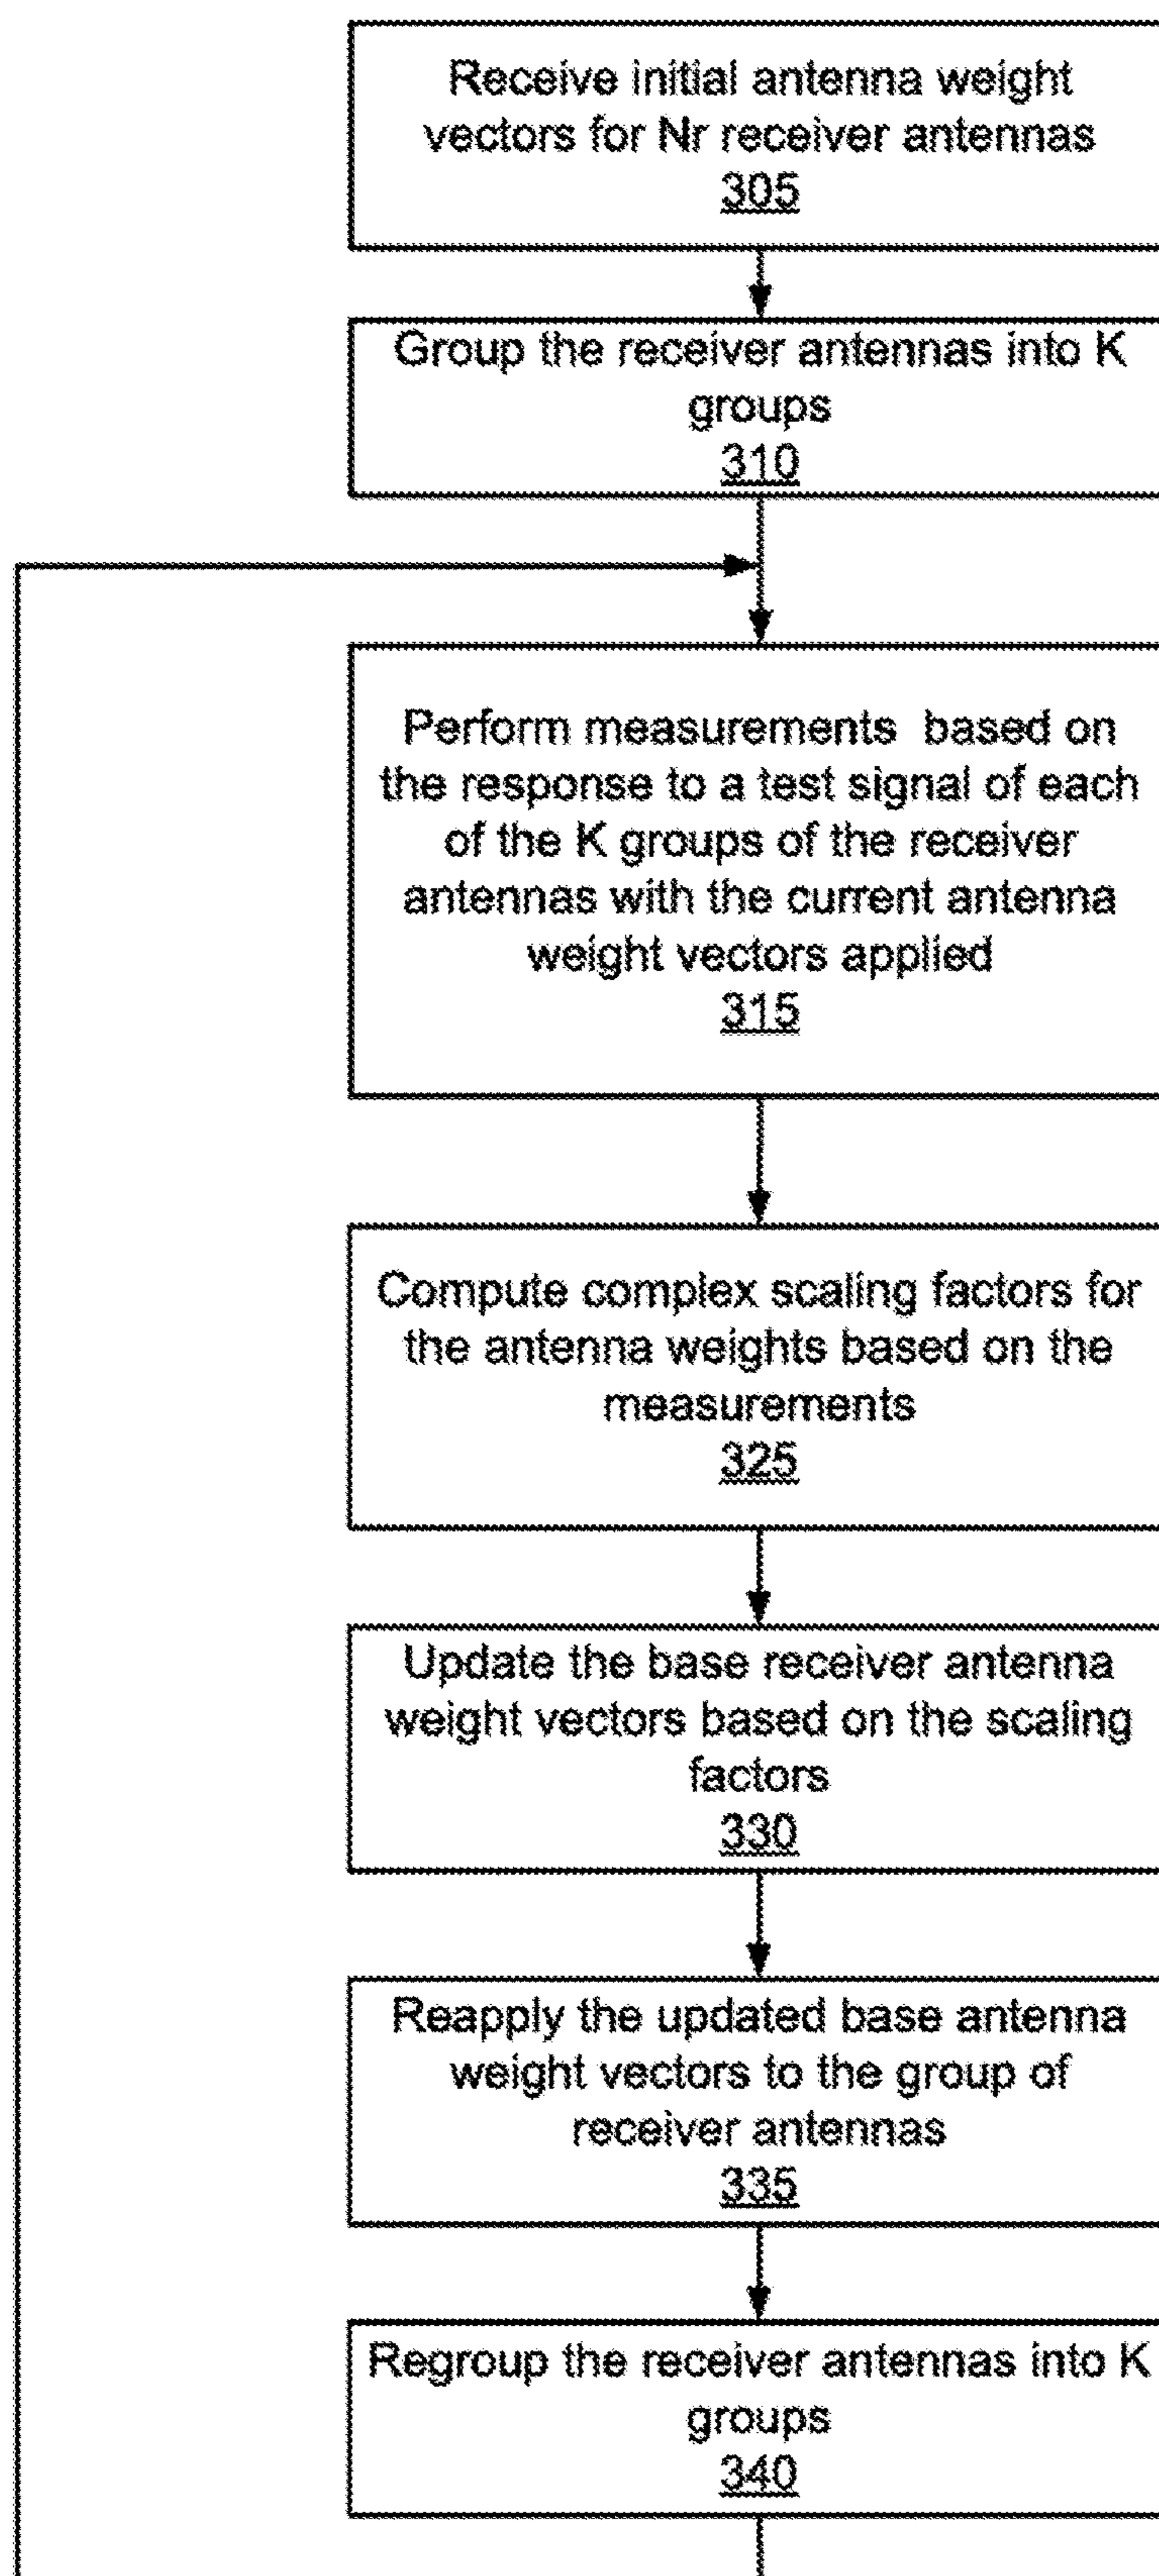 Receive initial antenna weight
vectors for Nr receiver antennas
305
Group the receiver antennas into K
groups
310
Perform measurements based on
the response to a test signal of each
of the K groups of the receiver
antennas with the current antenna
weight vectors applied
315
Compute complex scaling factors for
the antenna weights based on the
measurements
325
Update the base receiver antenna
weight vectors based on the scaling
factors
330
Reapply the updated base antenna
weight vectors to the group of
receiver antennas
335
Regroup the receiver antennas into K
groups
340